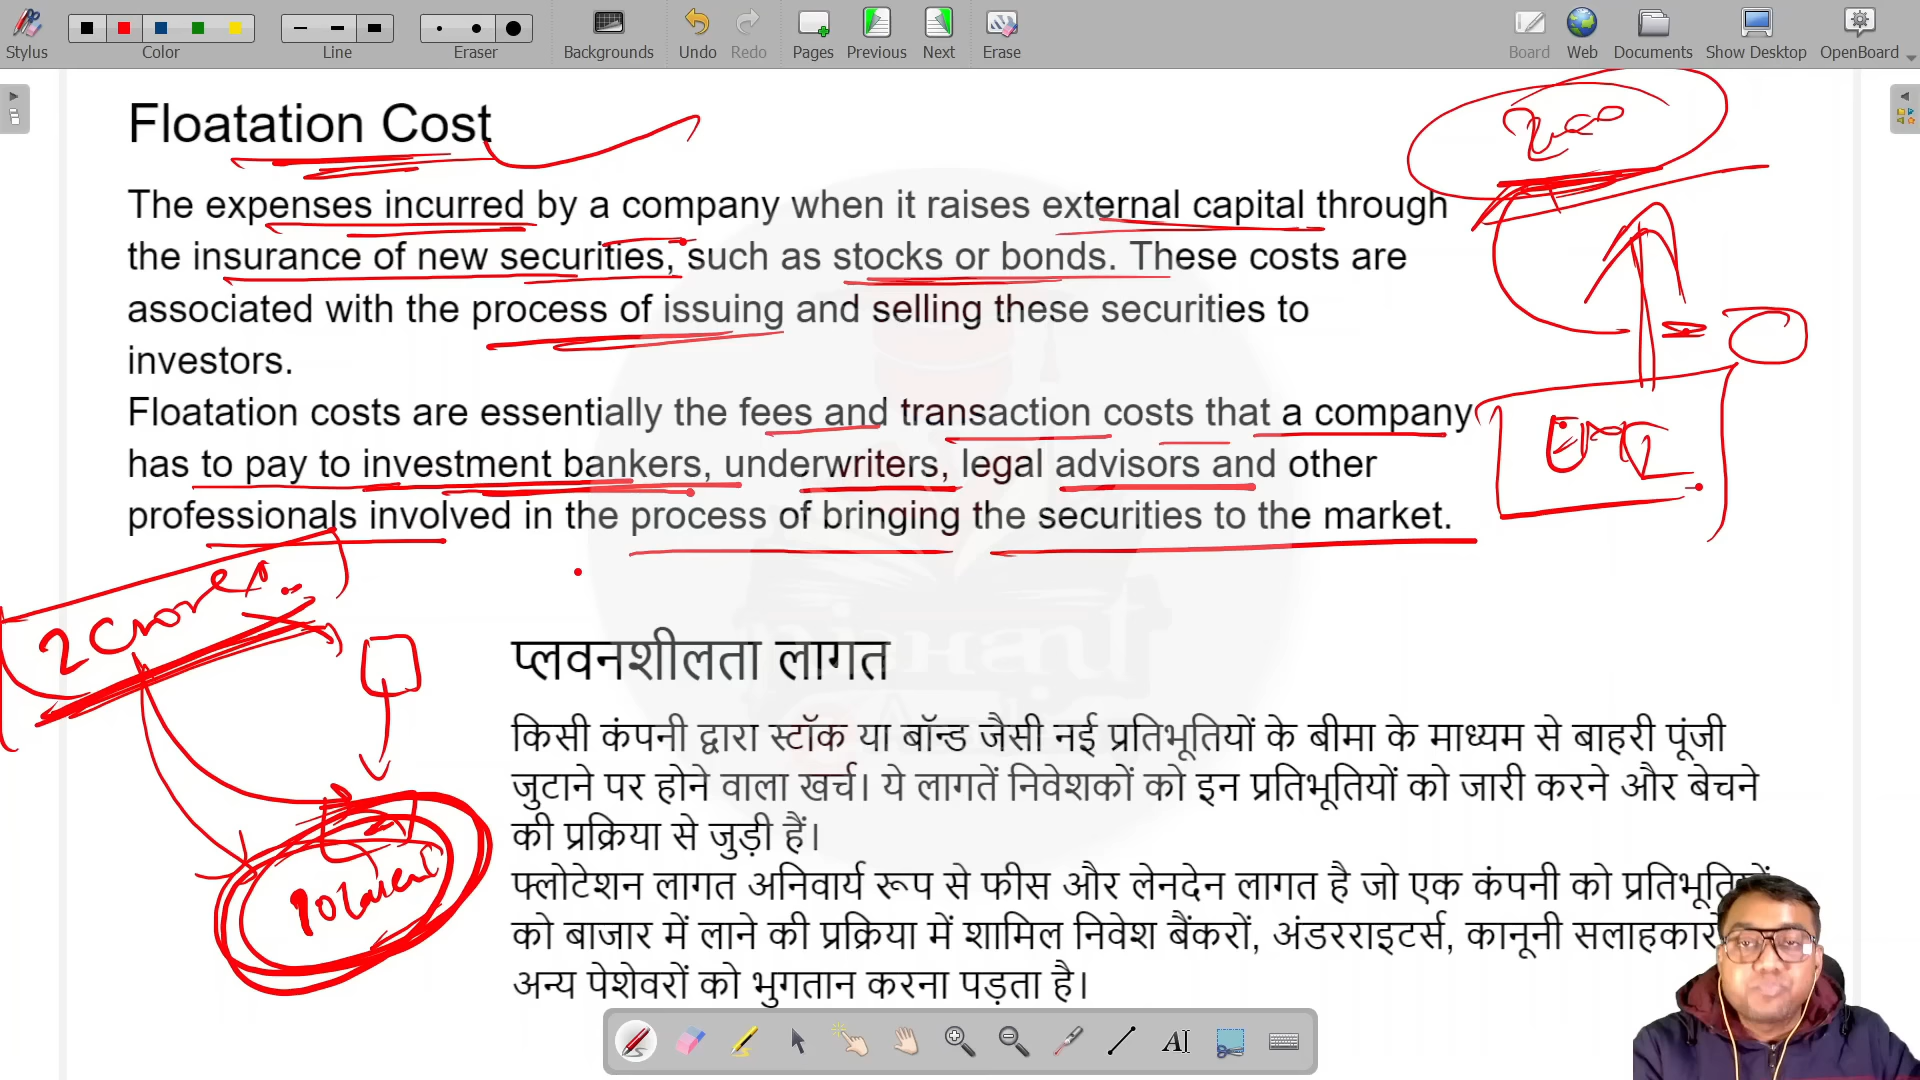 Stylus
Color
Line
Eraser
Backgrounds
Undo
Redo
Pages
Previous
Next
Erase
Board
Web
Documents
Show Desktop
OpenBoard
Floatation Cost
The expenses incurred by a company when it raises external capital through
the insurance of new securities, such as stocks or bonds. These costs are
associated with the process of issuing and selling these securities to
investors.
Floatation costs are essentially the fees and transaction costs that a company
has to pay to investment bankers, underwriters, legal advisors and other
professionals involved in the process of bringing the securities to the market.
2 Crores
प्लवनशीलता लागत
किसी कंपनी द्वारा स्टॉक या बॉन्ड जैसी नई प्रतिभूतियों के बीमा के माध्यम से बाहरी पूंजी
जुटाने पर होने वाला खर्च। ये लागतें निवेशकों को इन प्रतिभूतियों को जारी करने और बेचने
की प्रक्रिया से जुड़ी हैं।
फ्लोटेशन लागत अनिवार्य रूप से फीस और लेनदेन लागत है जो एक कंपनी को
को बाजार में लाने की प्रक्रिया में शामिल निवेश बैंकरों, अंडरराइटर्स, कानूनी
अन्य पेशेवरों को भुगतान करना पड़ता है।